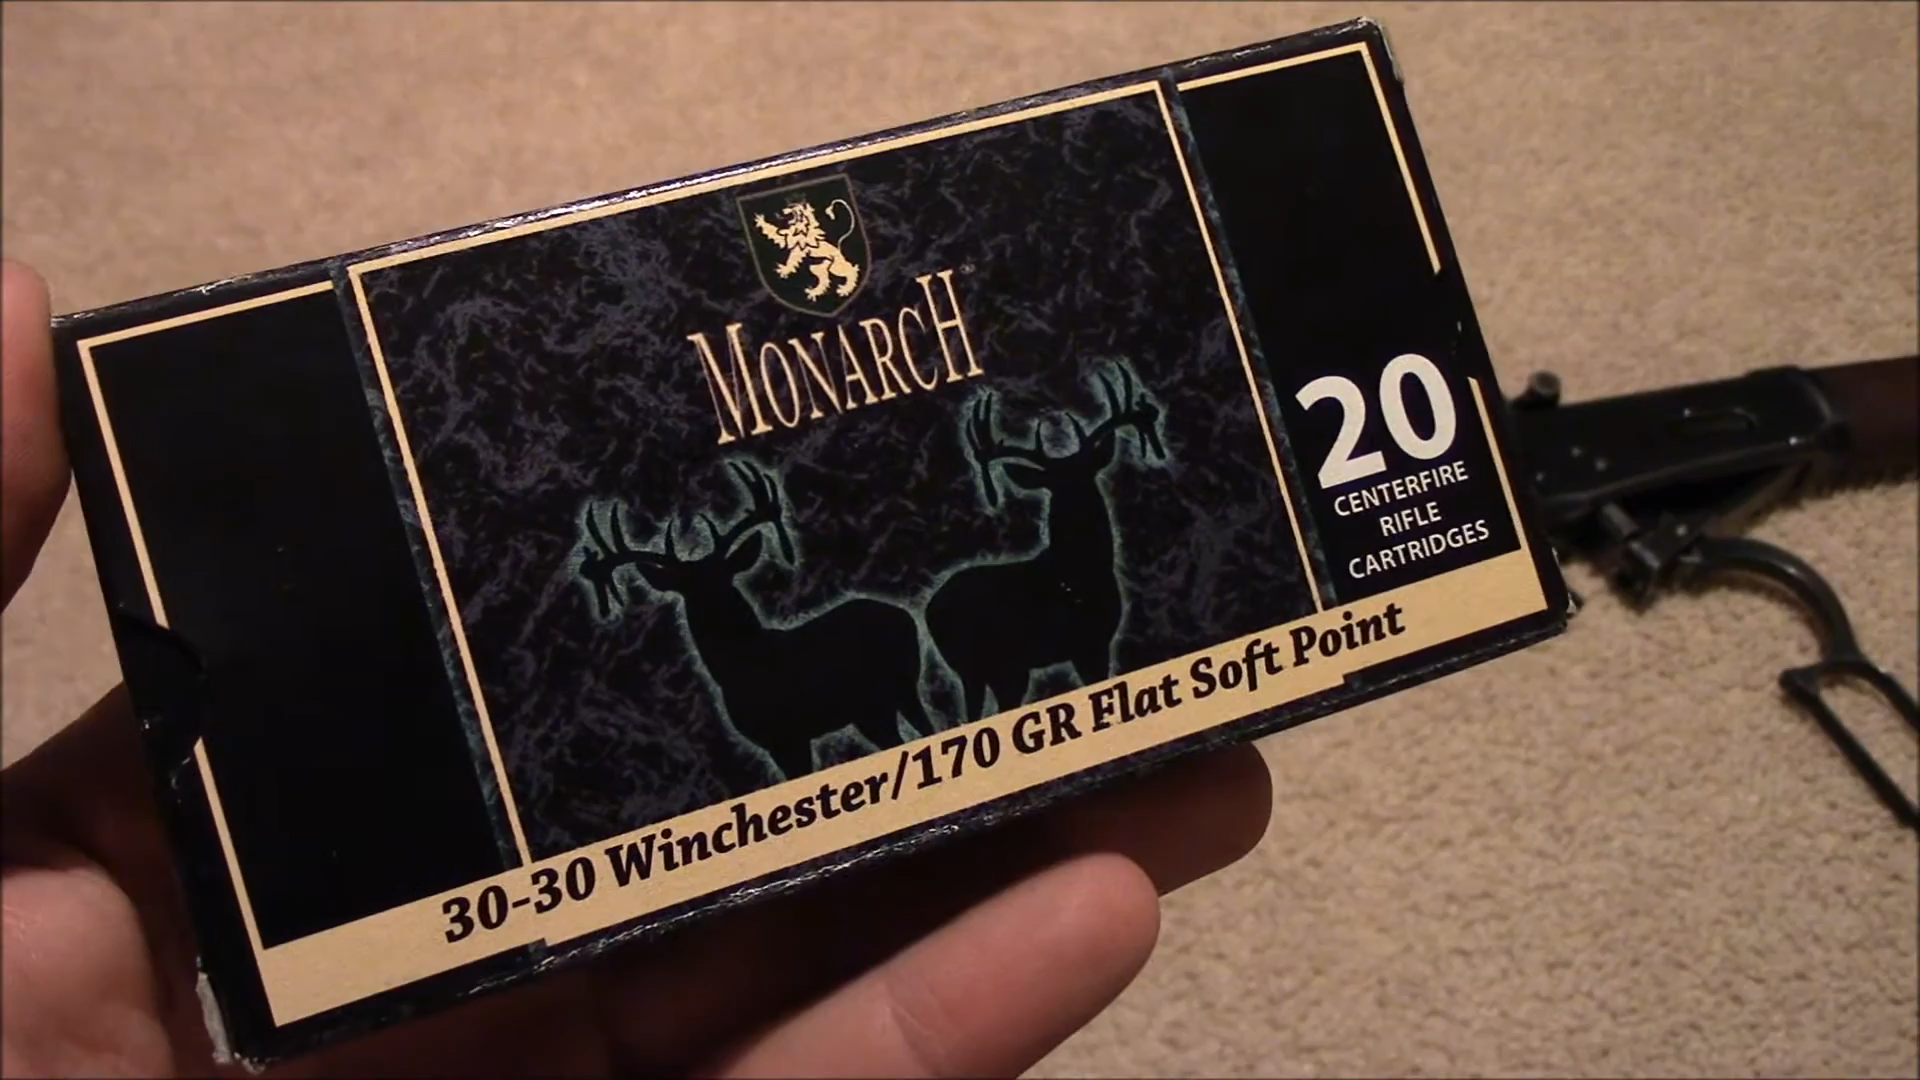 MONARCH
20
CENTERFIRE
RIFLE
CARTRIDGES
30-30 Winchester/170 GR Flat Soft Point